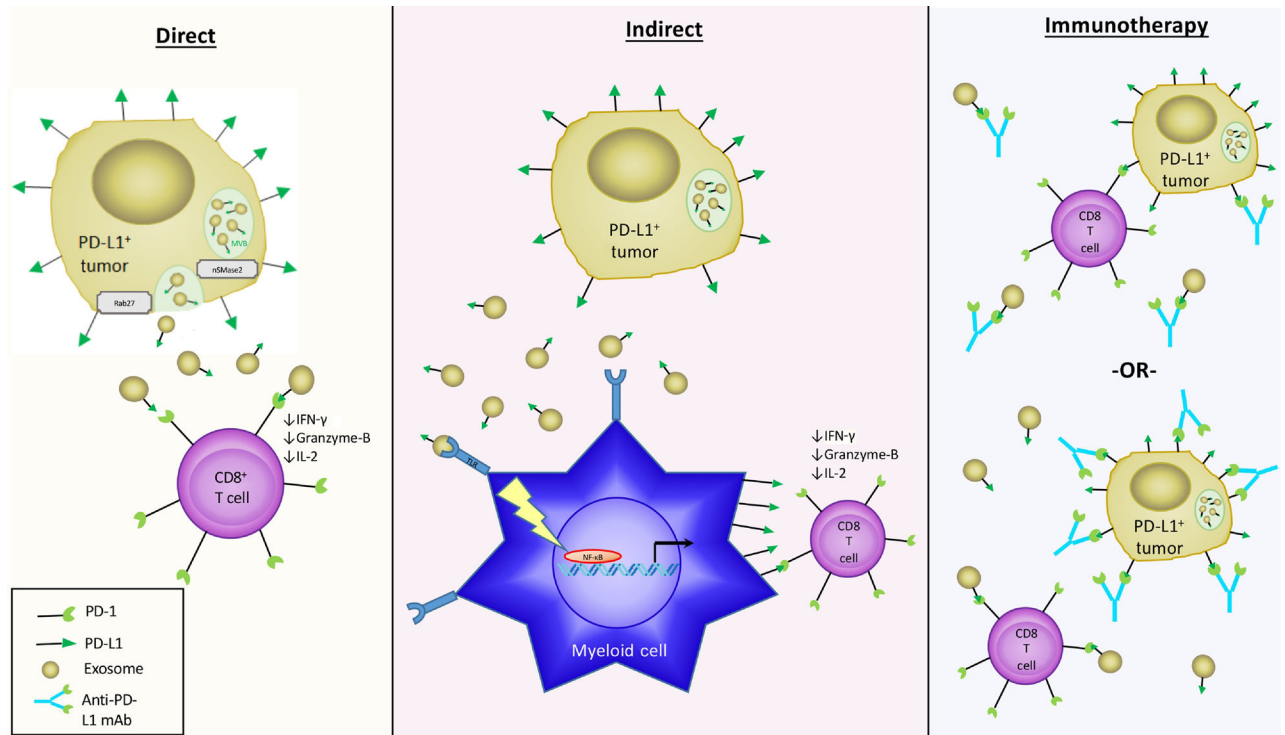 Direct
PD-L1⁺
tumor
MVB
nSMase2
Rab27
↓IFN-γ
↓Granzyme-B
↓IL-2
CD8⁺
T cell
PD-1
PD-L1
Exosome
Anti-PD-
L1 mAb
Indirect
PD-L1⁺
tumor
TLR
NF-κB
Myeloid cell
↓IFN-γ
↓Granzyme-B
↓IL-2
CD8
T
cell
Immunotherapy
PD-L1⁺
tumor
CD8
T
cell
-OR-
PD-L1⁺
tumor
CD8
T
cell